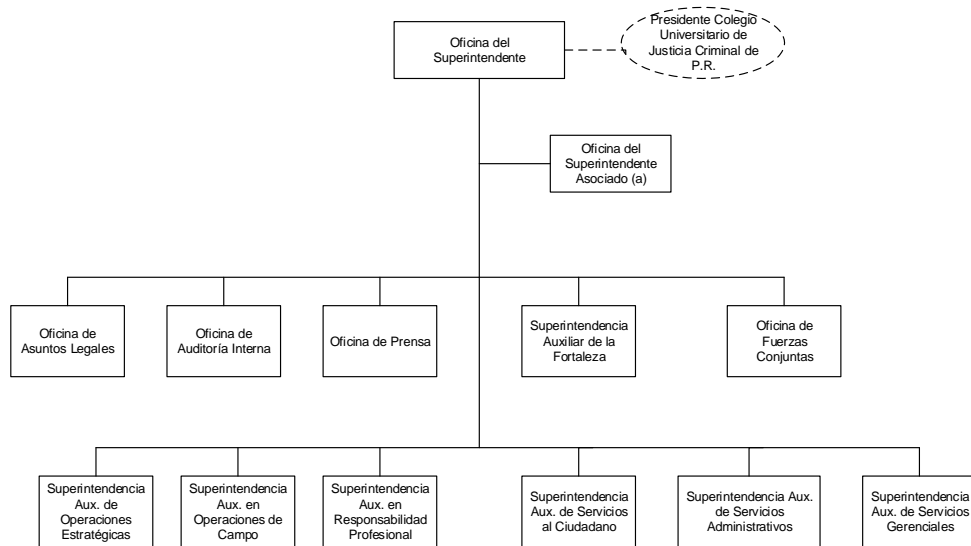 Oficina del
Superintendente
Presidente Colegio
Universitario de
Justicia Criminal de
P.R.
Oficina del
Superintendente
Asociado (a)
Oficina de
Asuntos Legales
Oficina de
Auditoría Interna
Oficina de Prensa
Superintendencia
Auxiliar de la
Fortaleza
Oficina de
Fuerzas
Conjuntas
Superintendencia
Aux. de
Operaciones
Estratégicas
Superintendencia
Aux. en
Operaciones de
Campo
Superintendencia
Aux. en
Responsabilidad
Profesional
Superintendencia
Aux. de Servicios
al Ciudadano
Superintendencia Aux.
de Servicios
Administrativos
Superintendencia
Aux. de Servicios
Gerenciales